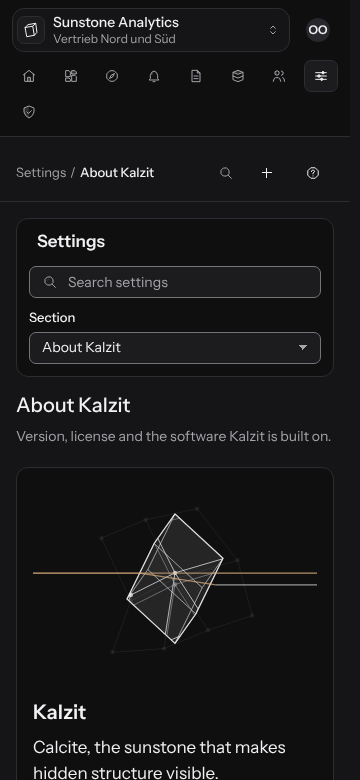 Sunstone Analytics
Vertrieb Nord und Süd
OO
Settings / About Kalzit
Settings
Search settings
Section
About Kalzit
About Kalzit
Version, license and the software Kalzit is built on.
Kalzit
Calcite, the sunstone that makes
hidden structure visible.